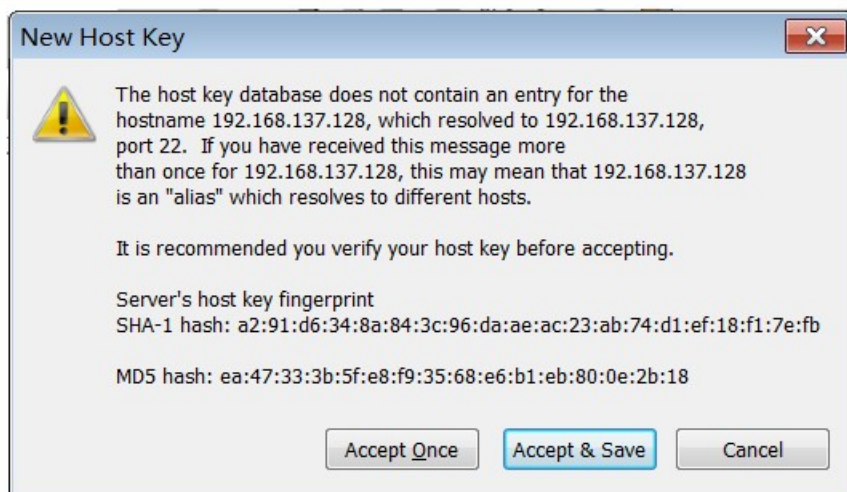 New Host Key
The host key database does not contain an entry for the
hostname 192.168.137.128, which resolved to 192.168.137.128,
port 22.  If you have received this message more
than once for 192.168.137.128, this may mean that 192.168.137.128
is an "alias" which resolves to different hosts.
It is recommended you verify your host key before accepting.
Server's host key fingerprint
SHA-1 hash: a2:91:d6:34:8a:84:3c:96:da:ae:ac:23:ab:74:d1:ef:18:f1:7e:fb
MD5 hash: ea:47:33:3b:5f:e8:f9:35:68:e6:b1:eb:80:0e:2b:18
Accept Once Accept & Save Cancel